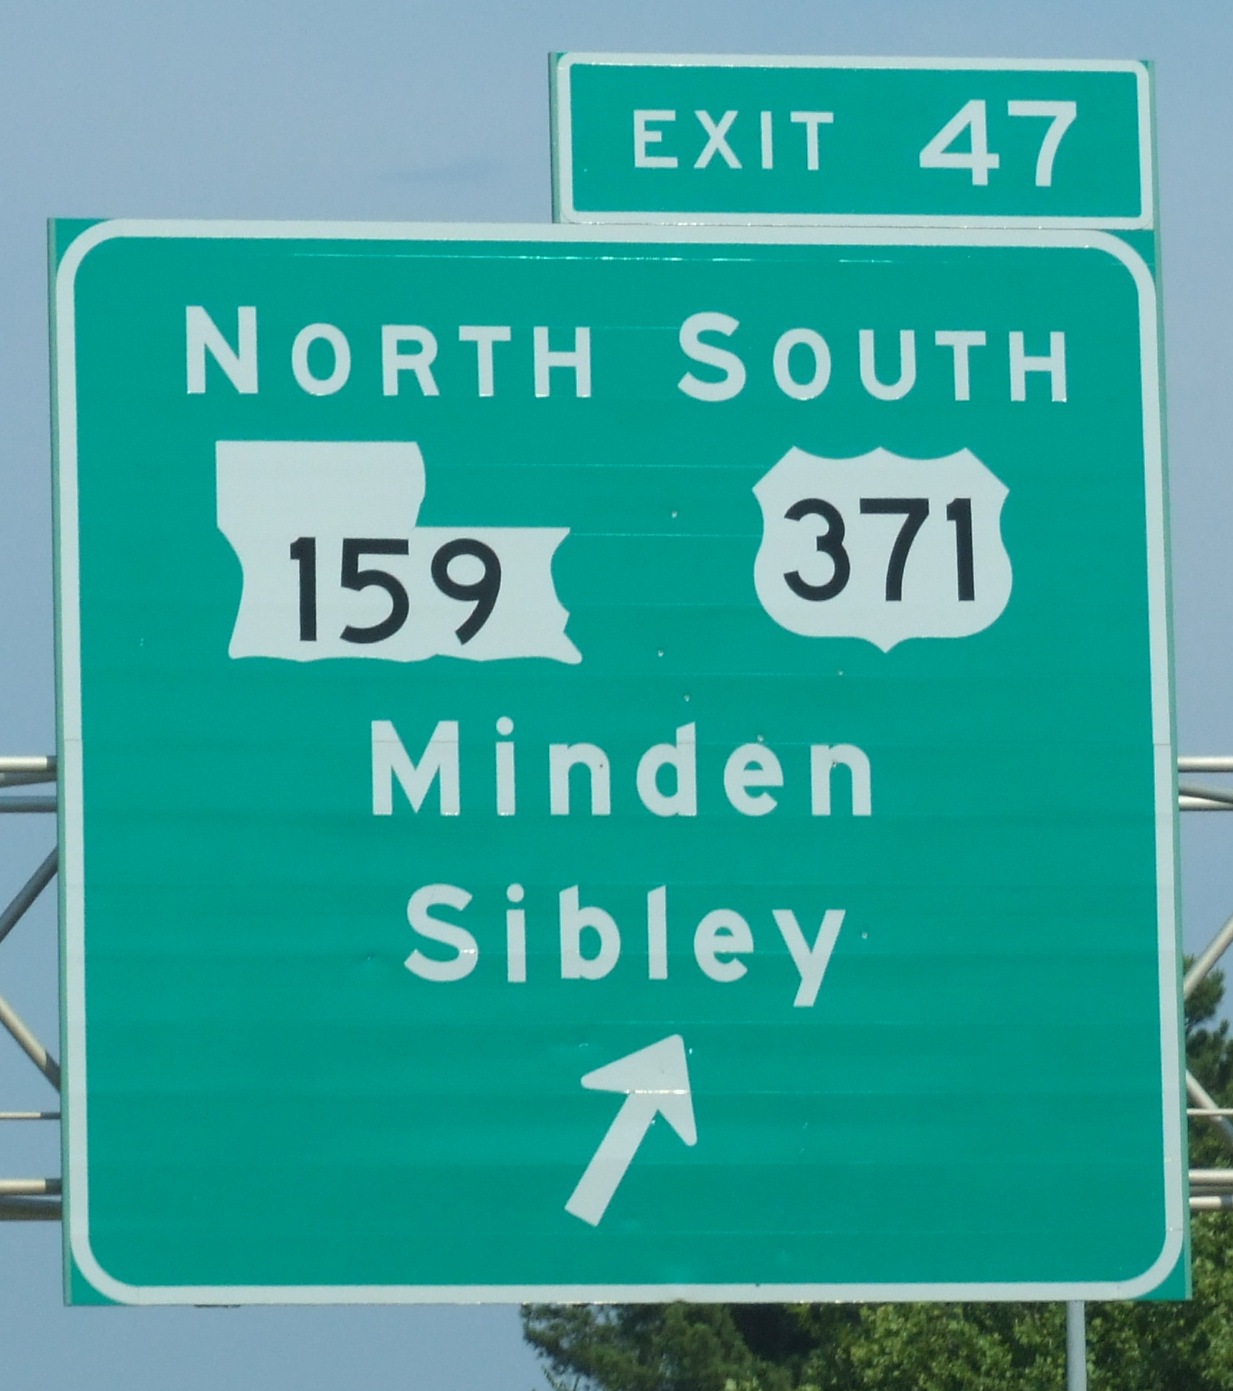 EXIT 47
NORTH SOUTH
159 371
Minden
Sibley